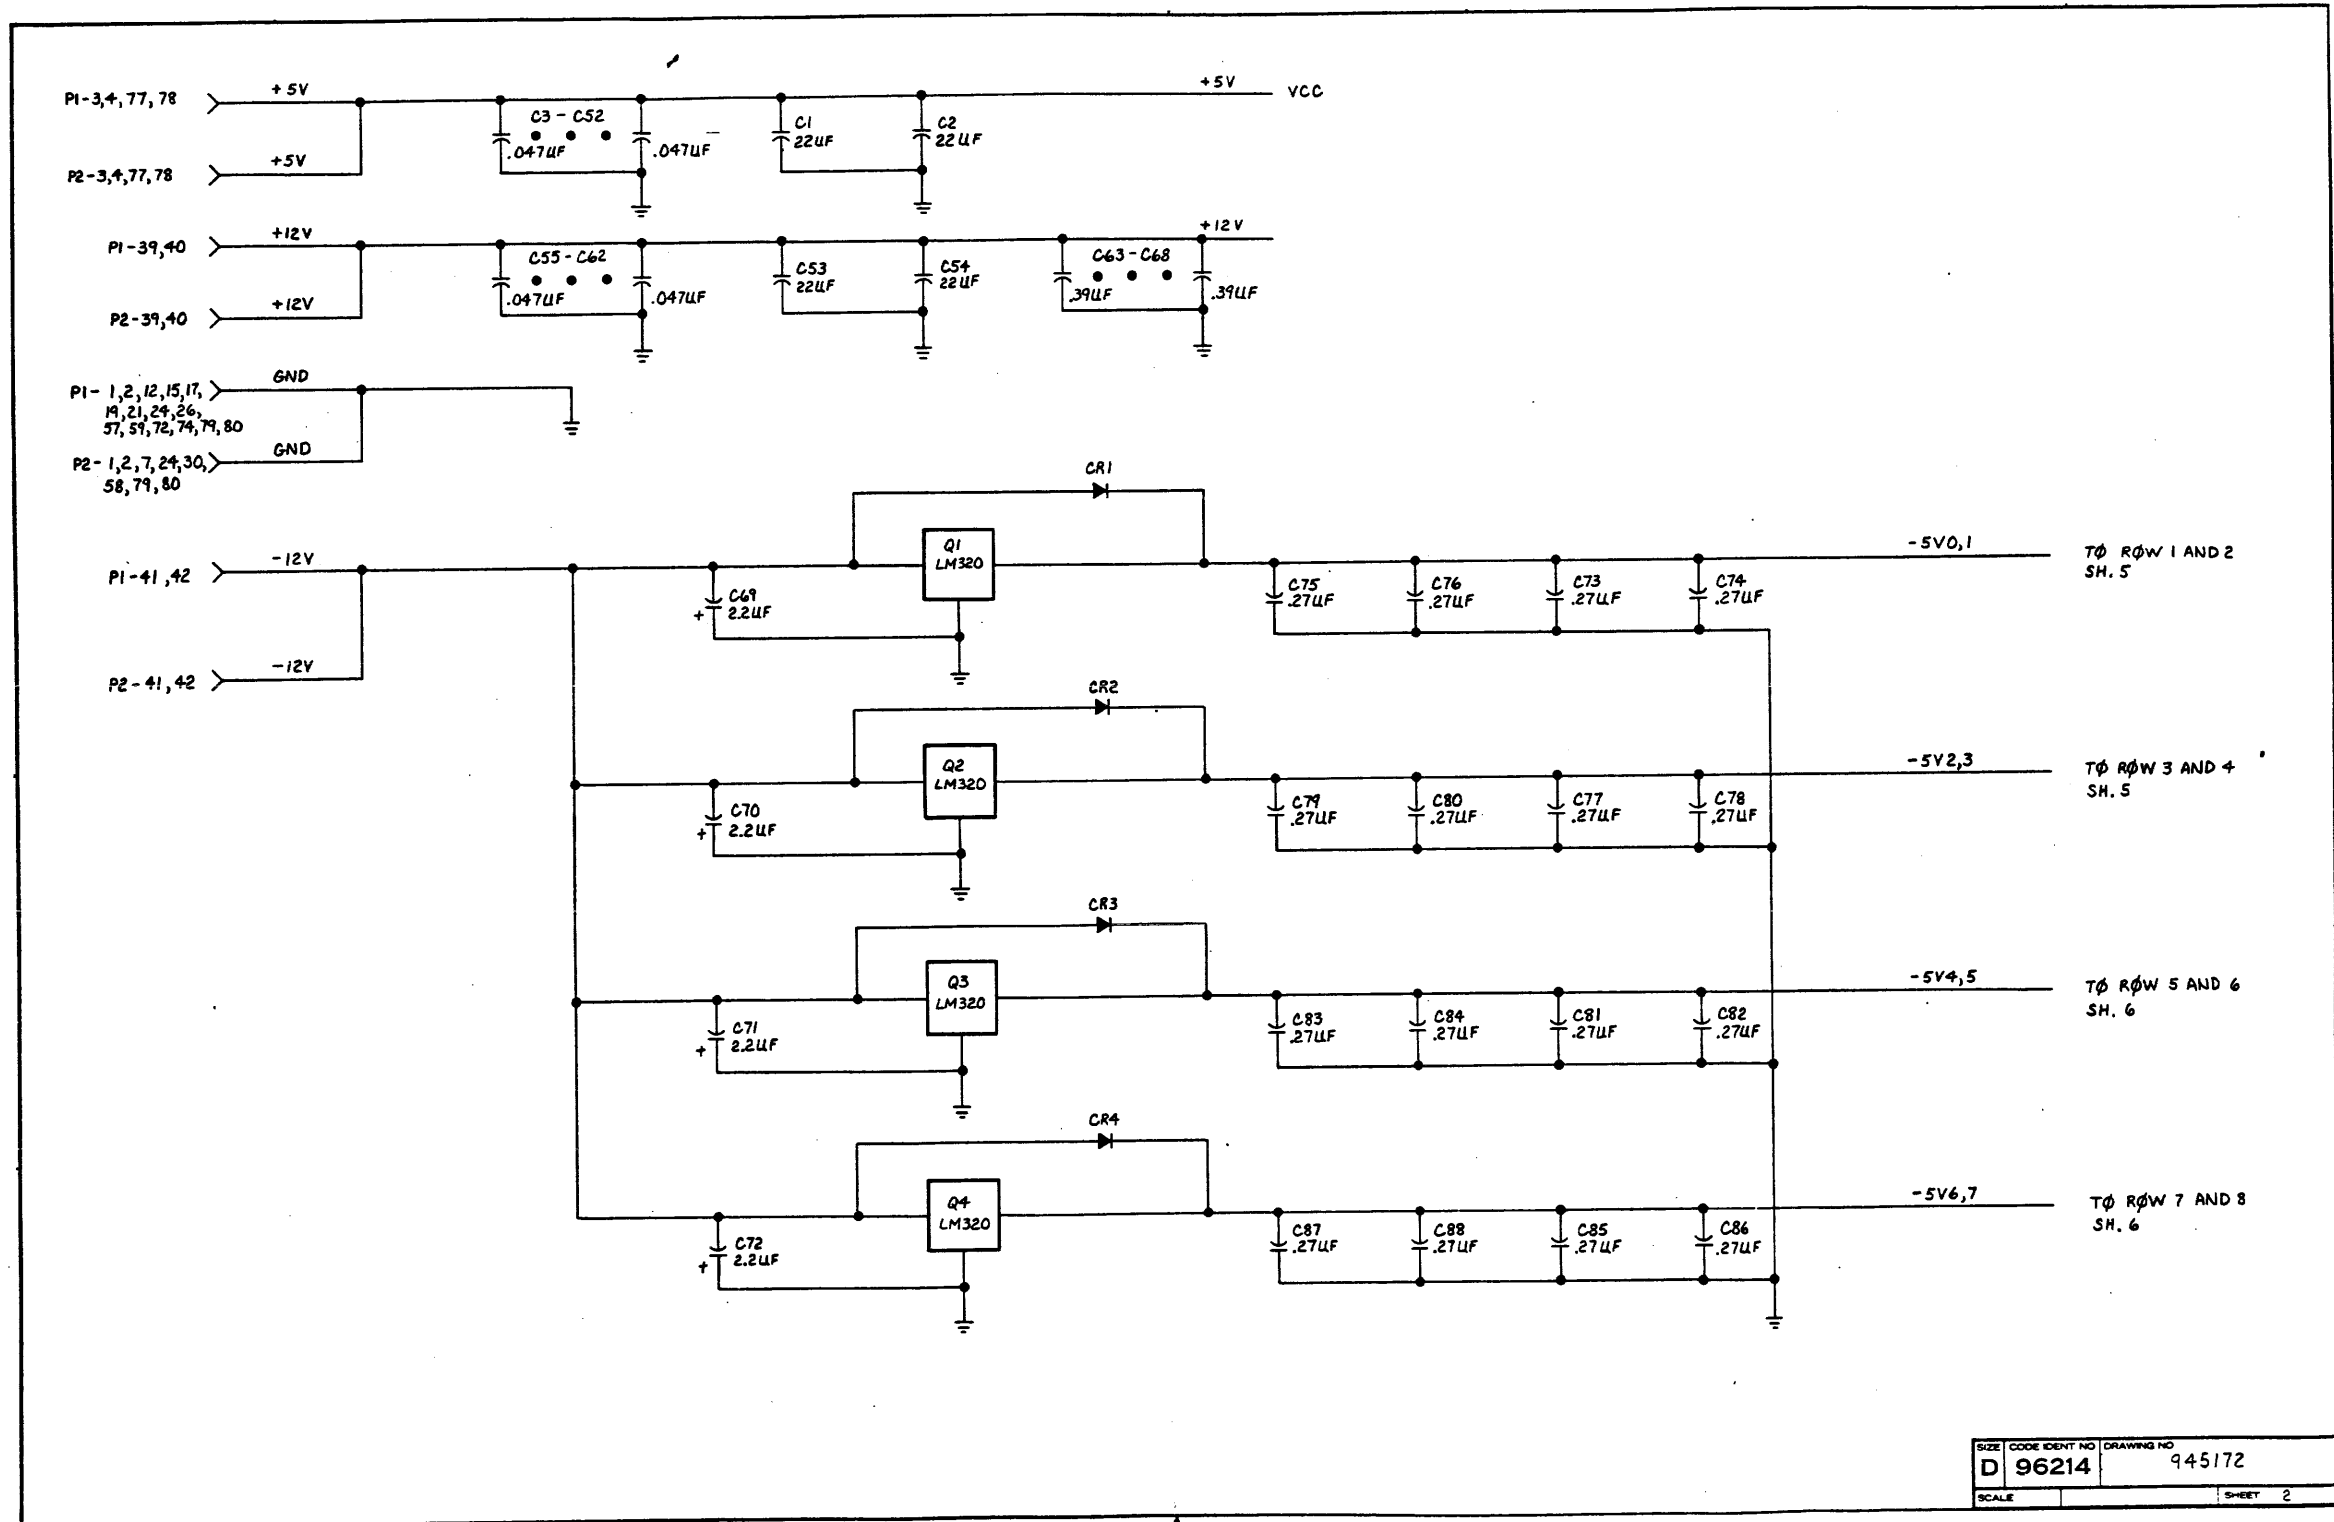 P1-3,4,77,78
+5V
C3-C52
.047UF
.047UF
C1
22UF
C2
22UF
+5V
VCC
P2-3,4,77,78
+5V
P1-39,40
+12V
C55-C62
.047UF
.047UF
C53
22UF
C54
22UF
C63-C68
.39UF
.39UF
+12V
P2-39,40
+12V
P1-1,2,12,15,17,
19,21,24,26,
57,59,72,74,79,80
GND
P2-1,2,7,24,30,
58,79,80
GND
P1-41,42
-12V
P2-41,42
-12V
CR1
Q1
LM320
C69
2.2UF
+
C75
.27UF
C76
.27UF
C73
.27UF
C74
.27UF
-5V0,1
TØ RØW 1 AND 2
SH. 5
CR2
Q2
LM320
C70
2.2UF
+
C79
.27UF
C80
.27UF
C77
.27UF
C78
.27UF
-5V2,3
TØ RØW 3 AND 4
SH. 5
CR3
Q3
LM320
C71
2.2UF
+
C83
.27UF
C84
.27UF
C81
.27UF
C82
.27UF
-5V4,5
TØ RØW 5 AND 6
SH. 6
CR4
Q4
LM320
C72
2.2UF
+
C87
.27UF
C88
.27UF
C85
.27UF
C86
.27UF
-5V6,7
TØ RØW 7 AND 8
SH. 6
SIZE
D
CODE IDENT NO
96214
DRAWING NO
945172
SCALE
SHEET 2